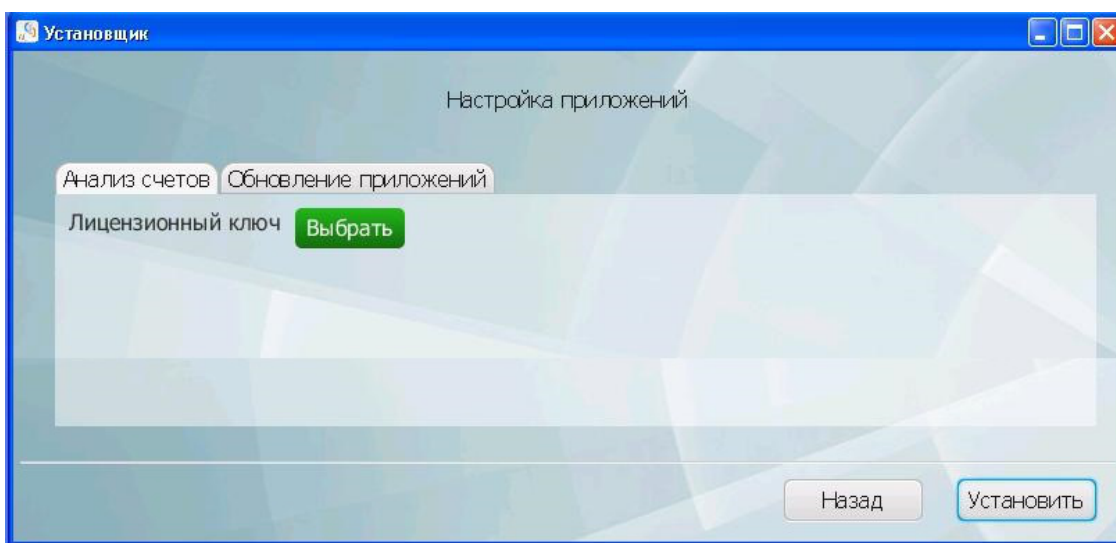 Установщик
Настройка приложений
Анализ счетов Обновление приложений
Лицензионный ключ Выбрать
Назад Установить